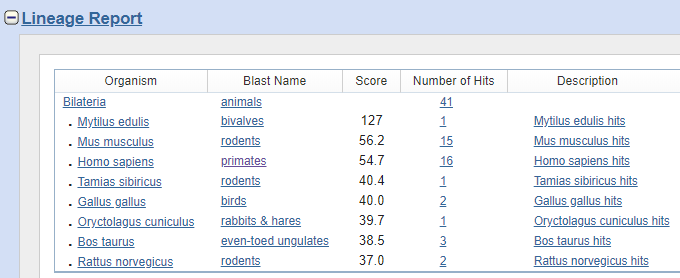 Lineage Report
Organism Blast Name Score Number of Hits Description
Bilateria animals 41
. Mytilus edulis bivalves 127 1 Mytilus edulis hits
. Mus musculus rodents 56.2 15 Mus musculus hits
. Homo sapiens primates 54.7 16 Homo sapiens hits
. Tamias sibiricus rodents 40.4 1 Tamias sibiricus hits
. Gallus gallus birds 40.0 2 Gallus gallus hits
. Oryctolagus cuniculus rabbits & hares 39.7 1 Oryctolagus cuniculus hits
. Bos taurus even-toed ungulates 38.5 3 Bos taurus hits
. Rattus norvegicus rodents 37.0 2 Rattus norvegicus hits